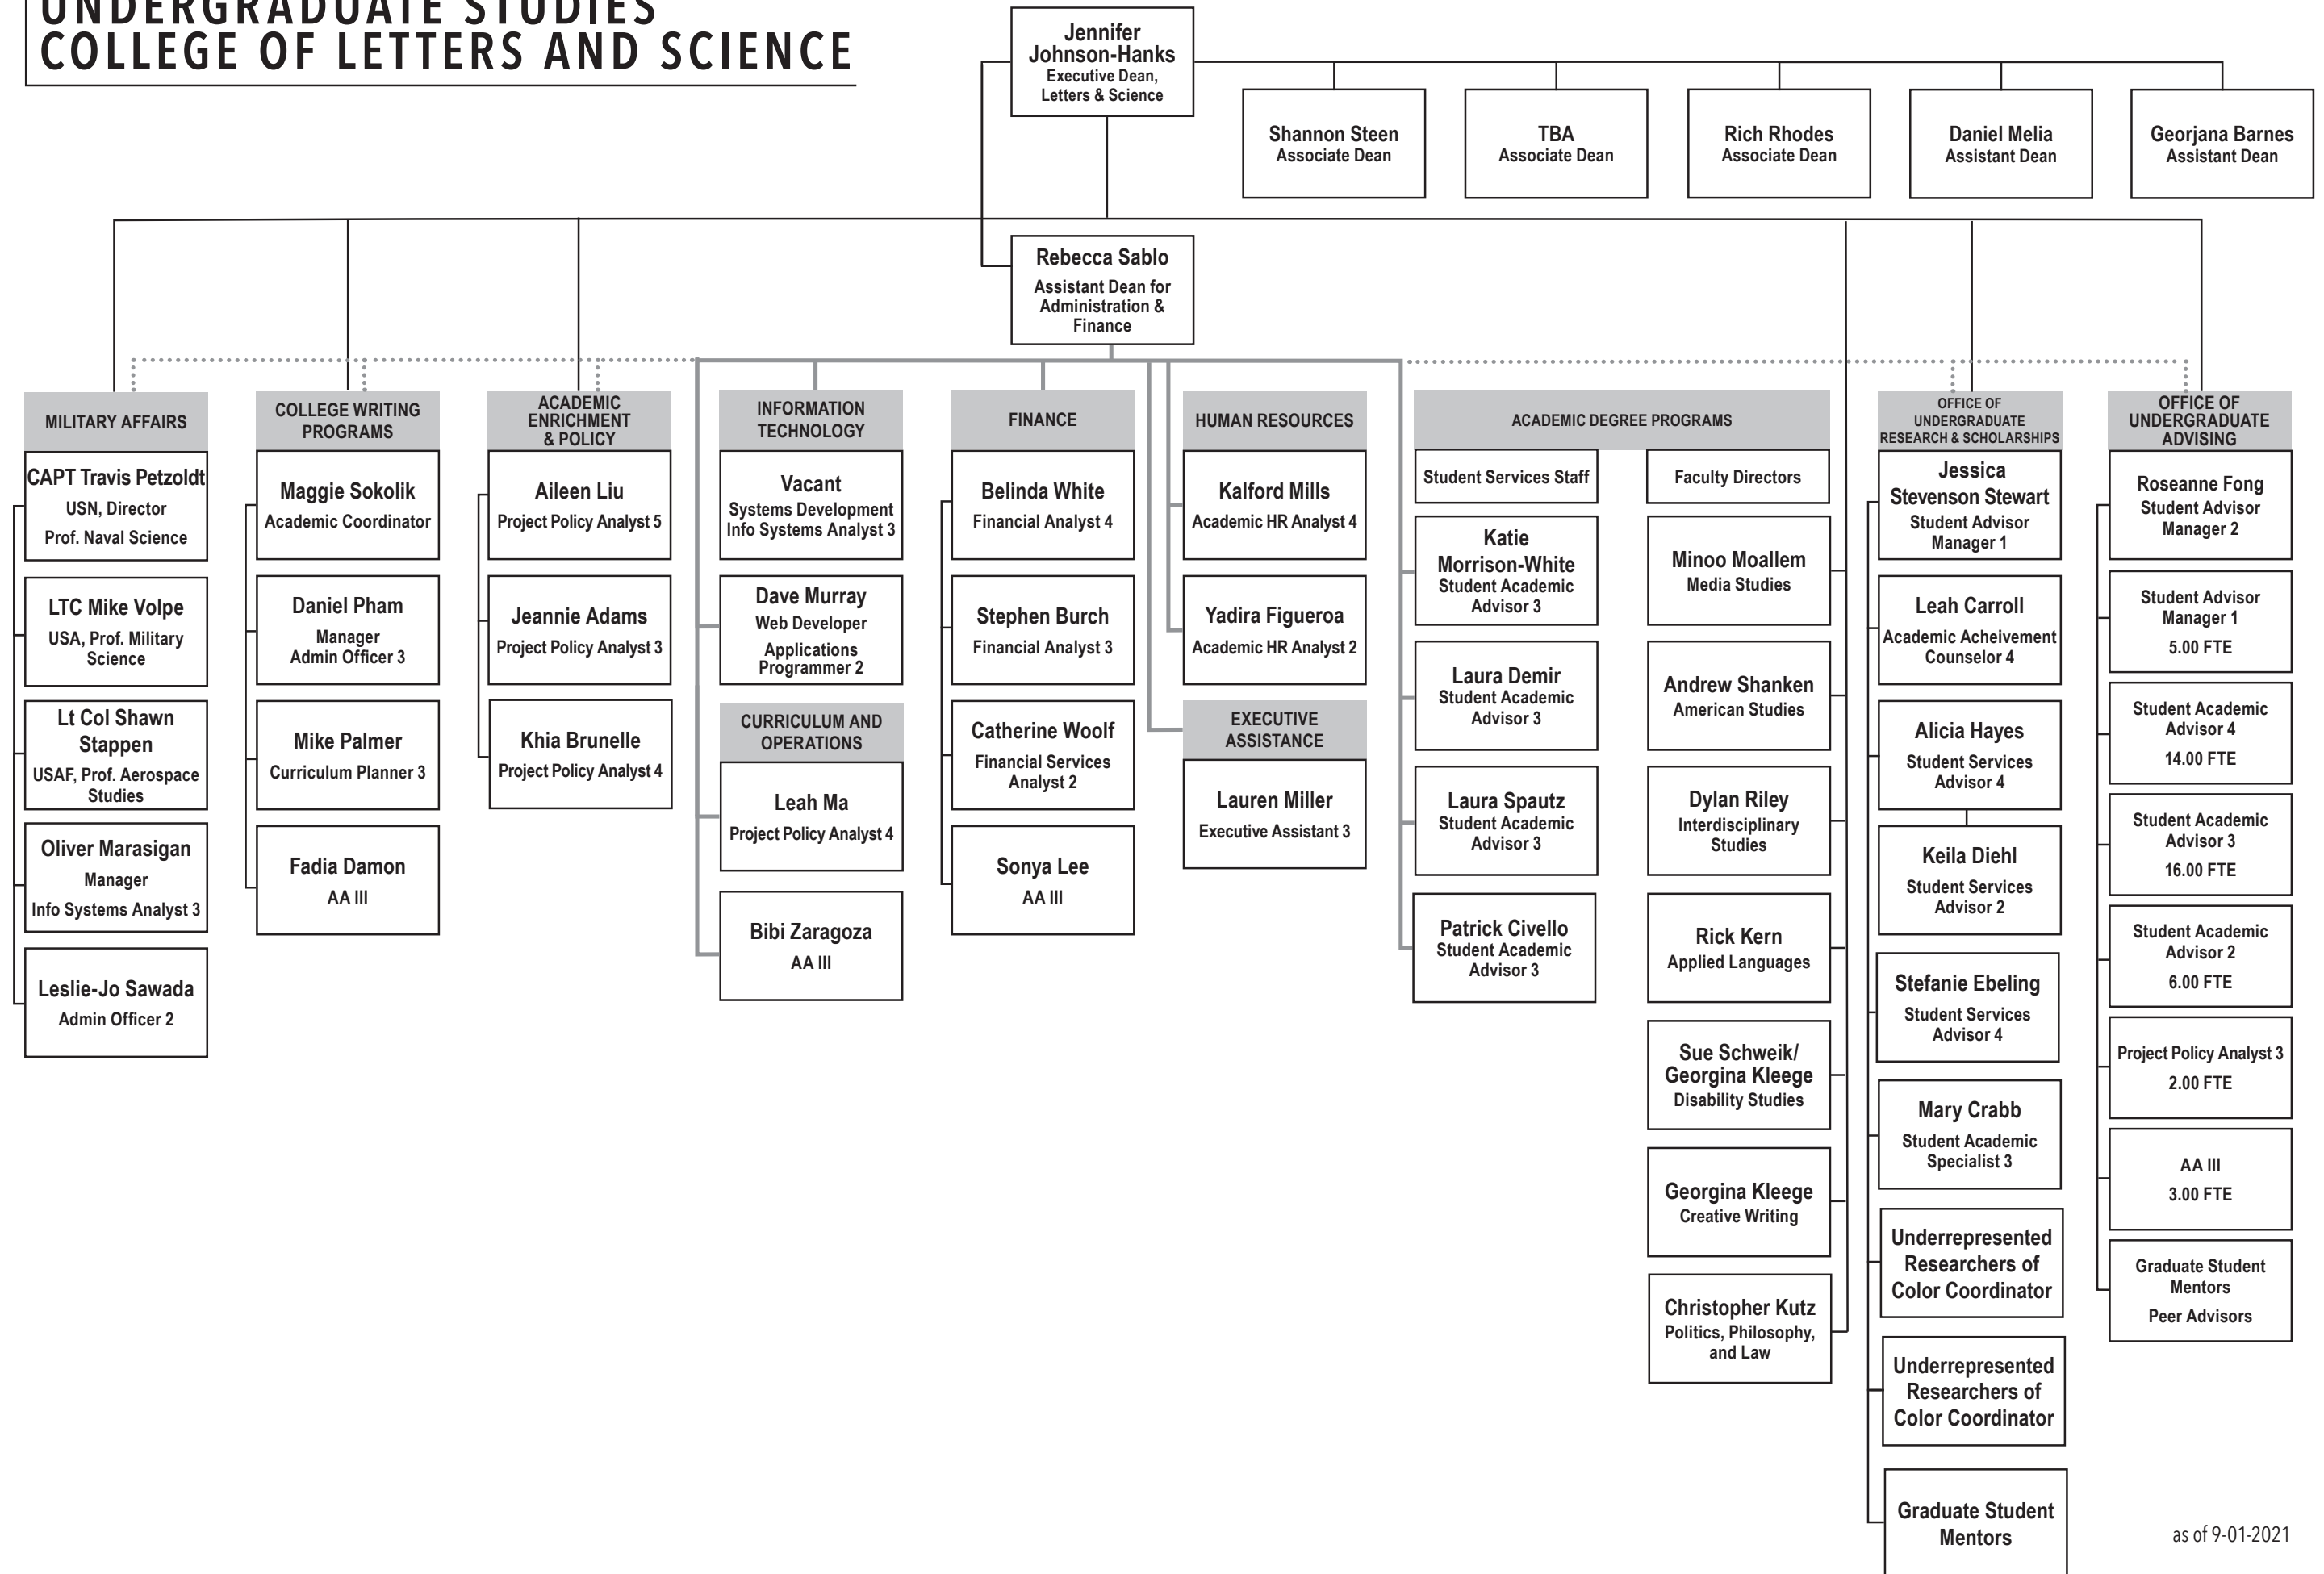 UNDERGRADUATE STUDIES
COLLEGE OF LETTERS AND SCIENCE
Jennifer
Johnson-Hanks
Executive Dean,
Letters & Science
Shannon Steen
Associate Dean
TBA
Associate Dean
Rich Rhodes
Associate Dean
Daniel Melia
Assistant Dean
Georjana Barnes
Assistant Dean
Rebecca Sablo
Assistant Dean for
Administration &
Finance
MILITARY AFFAIRS
CAPT Travis Petzoldt
USN, Director
Prof. Naval Science
LTC Mike Volpe
USA, Prof. Military
Science
Lt Col Shawn
Stappen
USAF, Prof. Aerospace
Studies
Oliver Marasigan
Manager
Info Systems Analyst 3
Leslie-Jo Sawada
Admin Officer 2
COLLEGE WRITING
PROGRAMS
Maggie Sokolik
Academic Coordinator
Daniel Pham
Manager
Admin Officer 3
Mike Palmer
Curriculum Planner 3
Fadia Damon
AA III
ACADEMIC
ENRICHMENT
& POLICY
Aileen Liu
Project Policy Analyst 5
Jeannie Adams
Project Policy Analyst 3
Khia Brunelle
Project Policy Analyst 4
INFORMATION
TECHNOLOGY
Vacant
Systems Development
Info Systems Analyst 3
Dave Murray
Web Developer
Applications
Programmer 2
CURRICULUM AND
OPERATIONS
Leah Ma
Project Policy Analyst 4
Bibi Zaragoza
AA III
FINANCE
Belinda White
Financial Analyst 4
Stephen Burch
Financial Analyst 3
Catherine Woolf
Financial Services
Analyst 2
Sonya Lee
AA III
HUMAN RESOURCES
Kalford Mills
Academic HR Analyst 4
Yadira Figueroa
Academic HR Analyst 2
EXECUTIVE
ASSISTANCE
Lauren Miller
Executive Assistant 3
ACADEMIC DEGREE PROGRAMS
Student Services Staff
Katie
Morrison-White
Student Academic
Advisor 3
Laura Demir
Student Academic
Advisor 3
Laura Spautz
Student Academic
Advisor 3
Patrick Civello
Student Academic
Advisor 3
Faculty Directors
Minoo Moallem
Media Studies
Andrew Shanken
American Studies
Dylan Riley
Interdisciplinary
Studies
Rick Kern
Applied Languages
Sue Schweik/
Georgina Kleege
Disability Studies
Georgina Kleege
Creative Writing
Christopher Kutz
Politics, Philosophy,
and Law
OFFICE OF
UNDERGRADUATE
RESEARCH & SCHOLARSHIPS
Jessica
Stevenson Stewart
Student Advisor
Manager 1
Leah Carroll
Academic Acheivement
Counselor 4
Alicia Hayes
Student Services
Advisor 4
Keila Diehl
Student Services
Advisor 2
Stefanie Ebeling
Student Services
Advisor 4
Mary Crabb
Student Academic
Specialist 3
Underrepresented
Researchers of
Color Coordinator
Underrepresented
Researchers of
Color Coordinator
Graduate Student
Mentors
OFFICE OF
UNDERGRADUATE
ADVISING
Roseanne Fong
Student Advisor
Manager 2
Student Advisor
Manager 1
5.00 FTE
Student Academic
Advisor 4
14.00 FTE
Student Academic
Advisor 3
16.00 FTE
Student Academic
Advisor 2
6.00 FTE
Project Policy Analyst 3
2.00 FTE
AA III
3.00 FTE
Graduate Student
Mentors
Peer Advisors
as of 9-01-2021